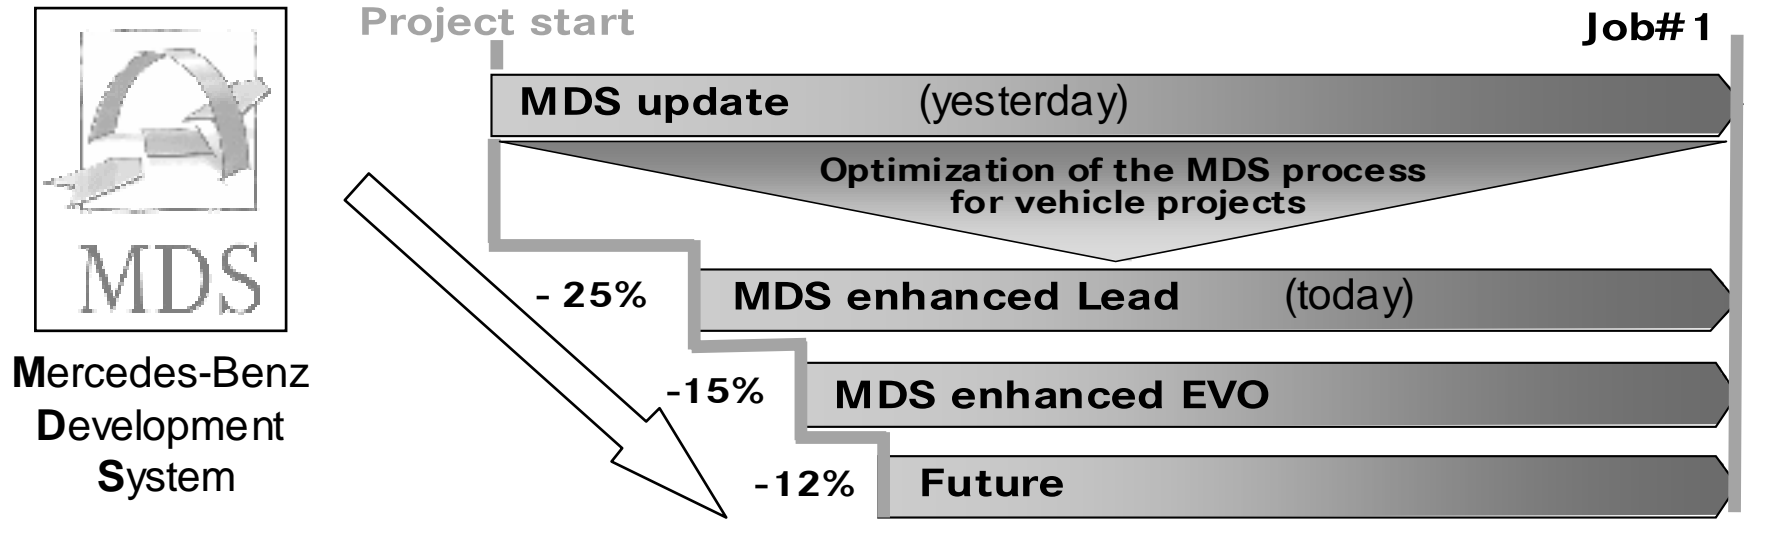 Project start
Job#1
MDS update (yesterday)
Optimization of the MDS process
for vehicle projects
MDS
- 25% MDS enhanced Lead (today)
Mercedes-Benz
Development
System
-15% MDS enhanced EVO
-12% Future